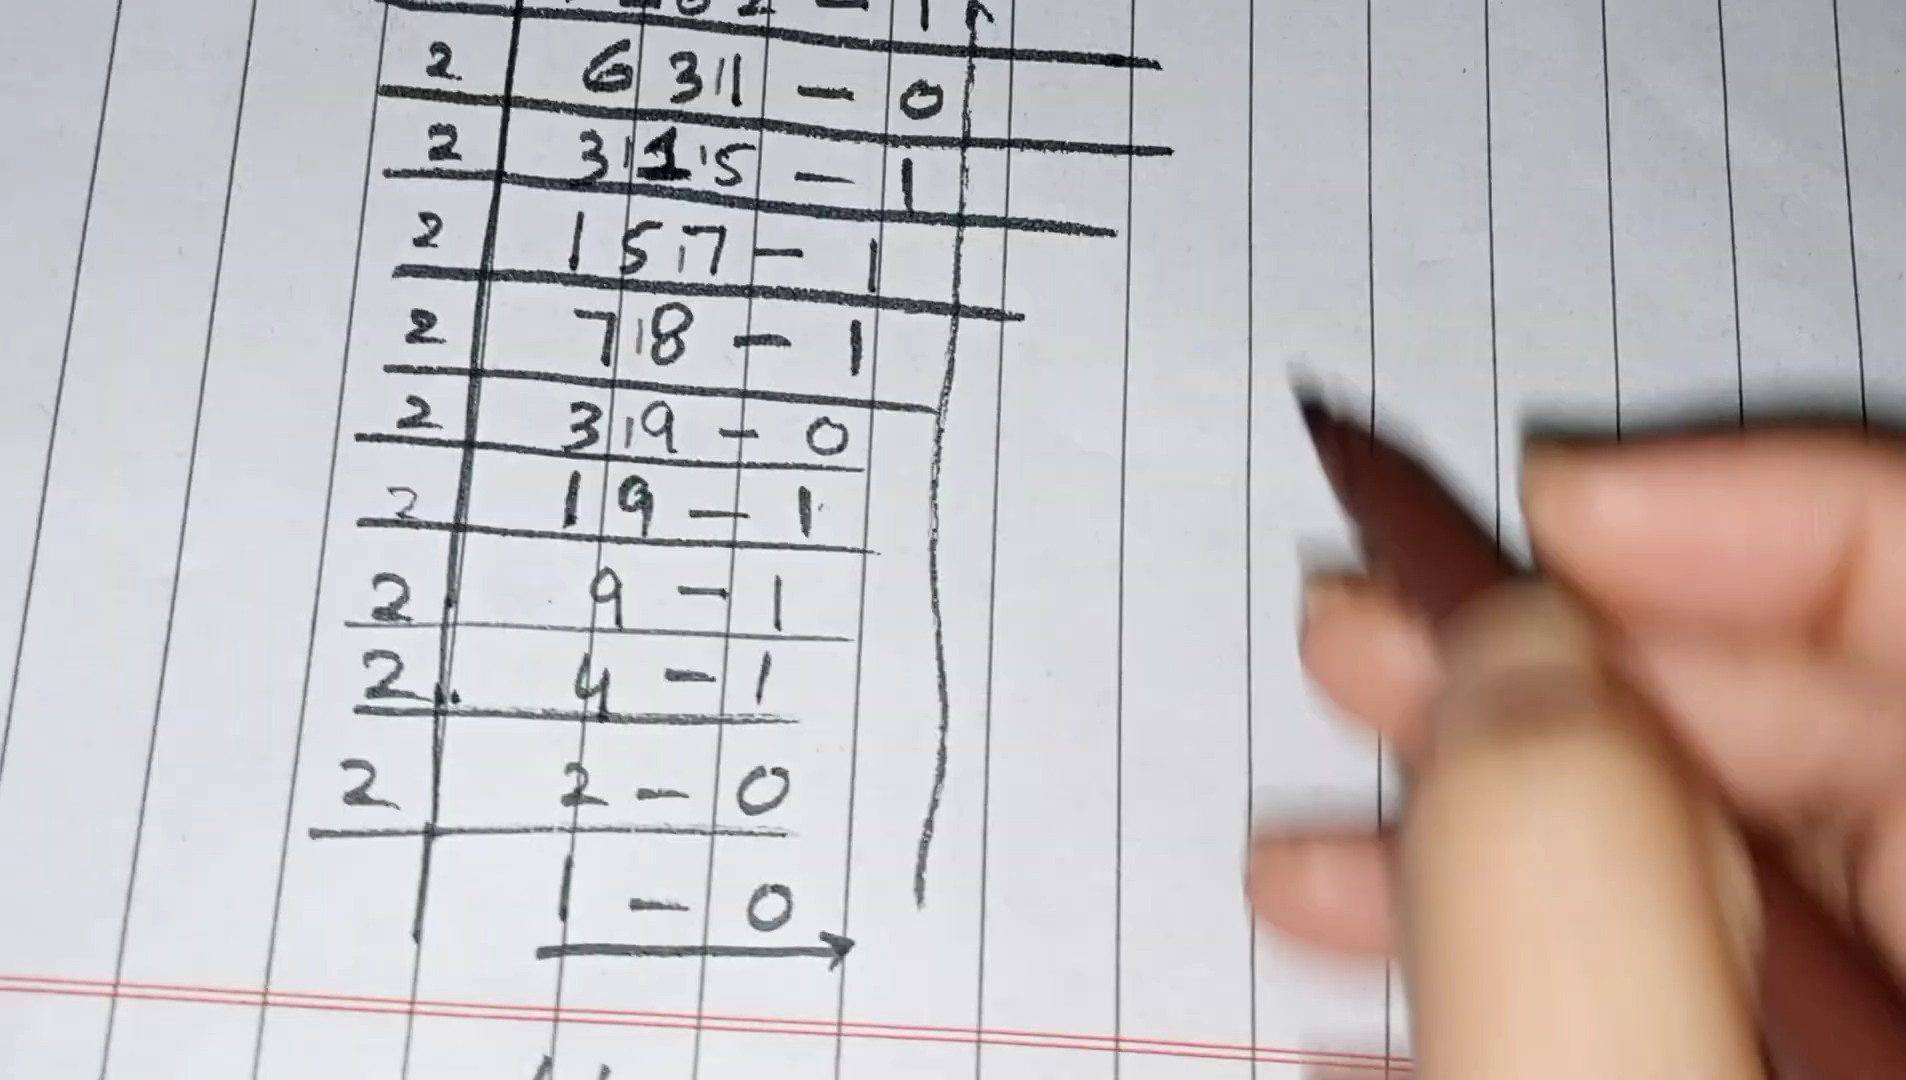 2 631 - 0
2 315 - 1
2 157 - 1
2 78 - 1
2 39 - 0
2 19 - 1
2 9 - 1
2 4 - 1
2 2 - 0
1 - 0